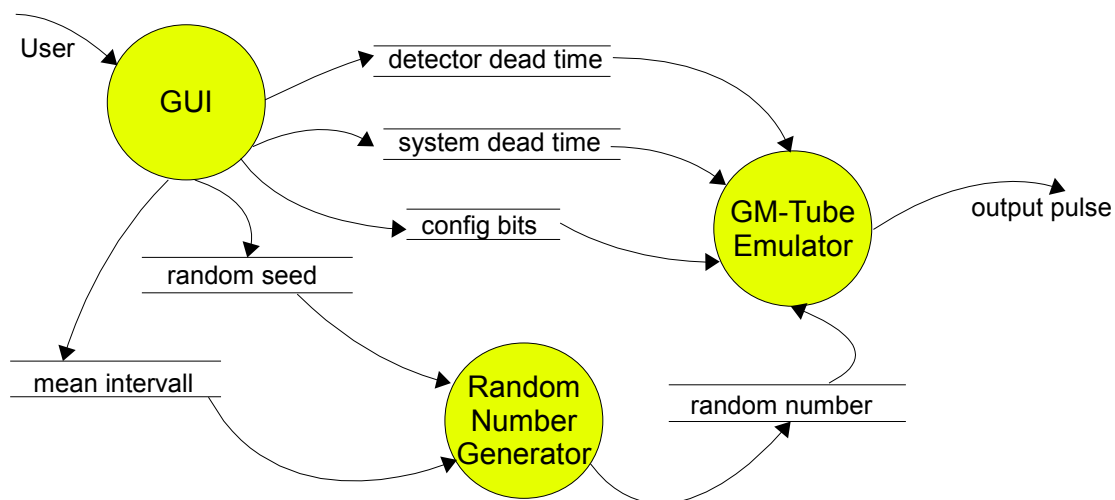 User
GUI
detector dead time
system dead time
config bits
random seed
mean intervall
GM-Tube
Emulator
output pulse
Random
Number
Generator
random number